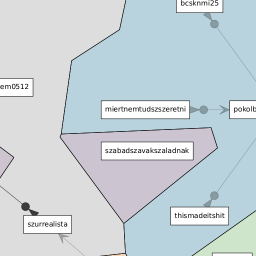 bcsknmi25
em0512
miertnemtudszszeretni
pokolb
szabadszavakszaladnak
thismadeitshit
szurrealista